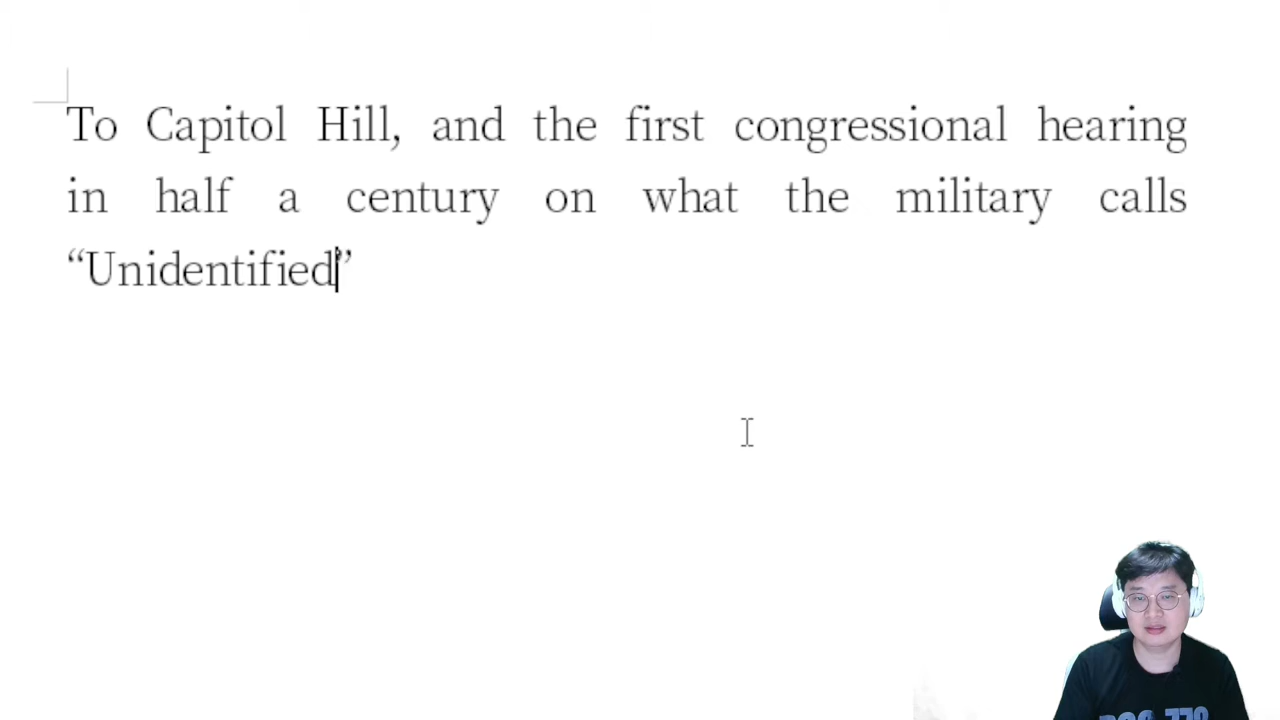 To Capitol Hill, and the first congressional hearing
in half a century on what the military calls
“Unidentified”